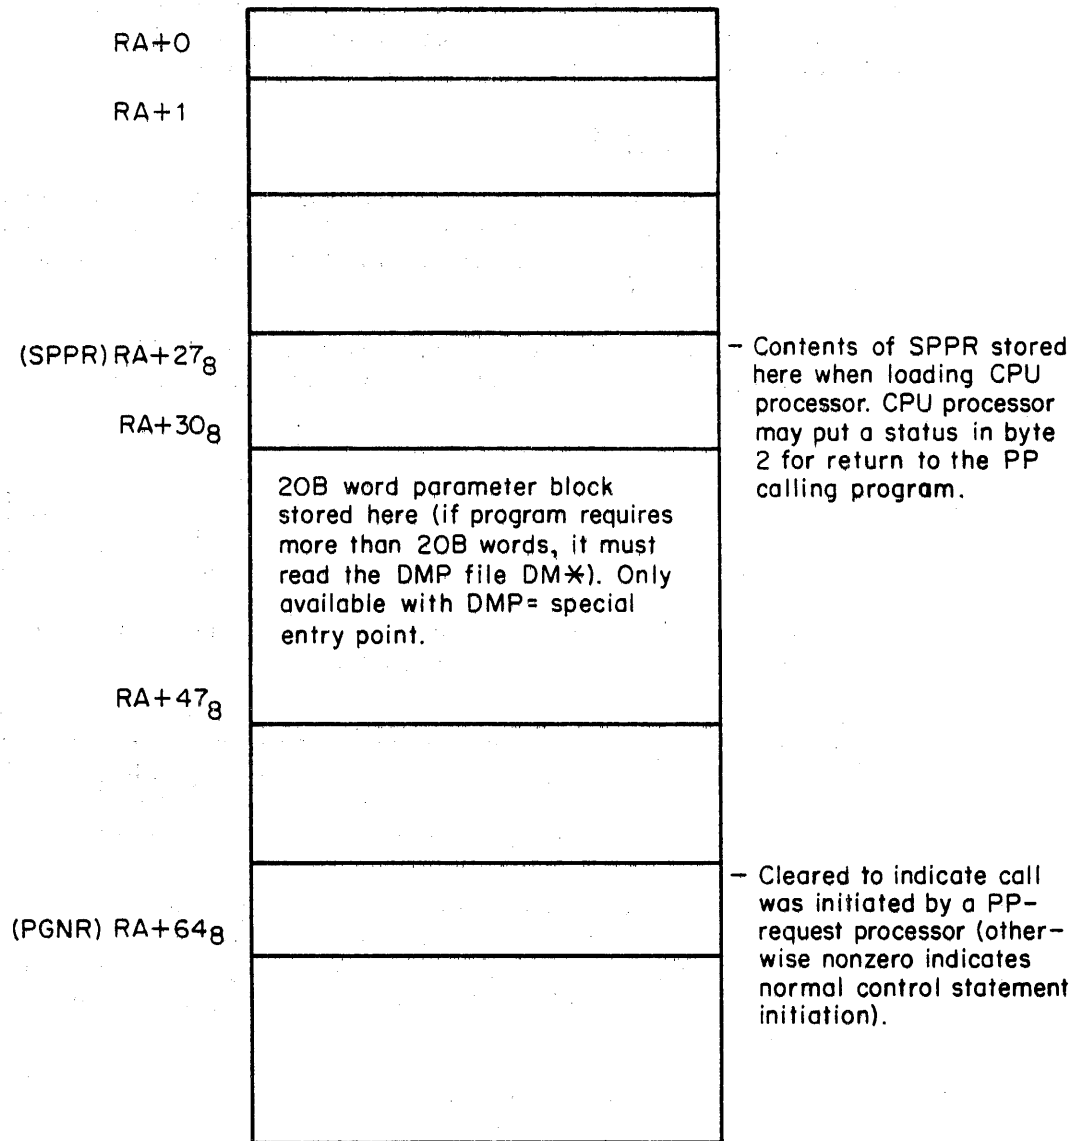 RA+0
RA+1
(SPPR) RA+27₈
– Contents of SPPR stored
here when loading CPU
processor. CPU processor
may put a status in byte
2 for return to the PP
calling program.
RA+30₈
20B word parameter block
stored here (if program requires
more than 20B words, it must
read the DMP file DM*). Only
available with DMP= special
entry point.
RA+47₈
(PGNR) RA+64₈
– Cleared to indicate call
was initiated by a PP-
request processor (other-
wise nonzero indicates
normal control statement
initiation).